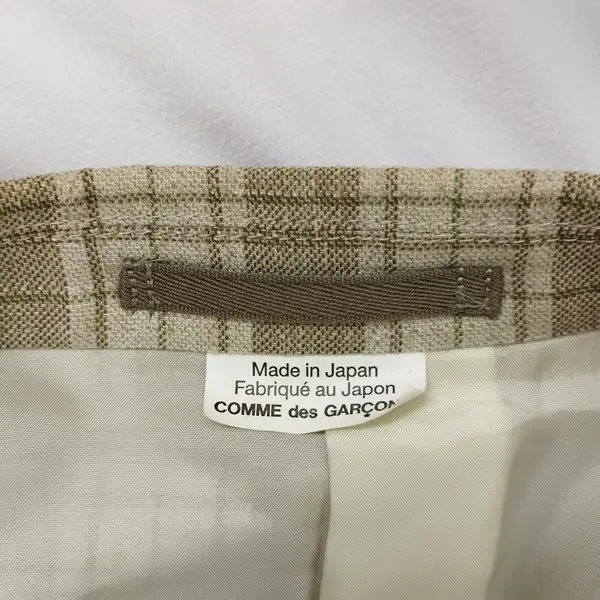 Made in Japan
Fabriqué au Japon
COMME des GARÇON